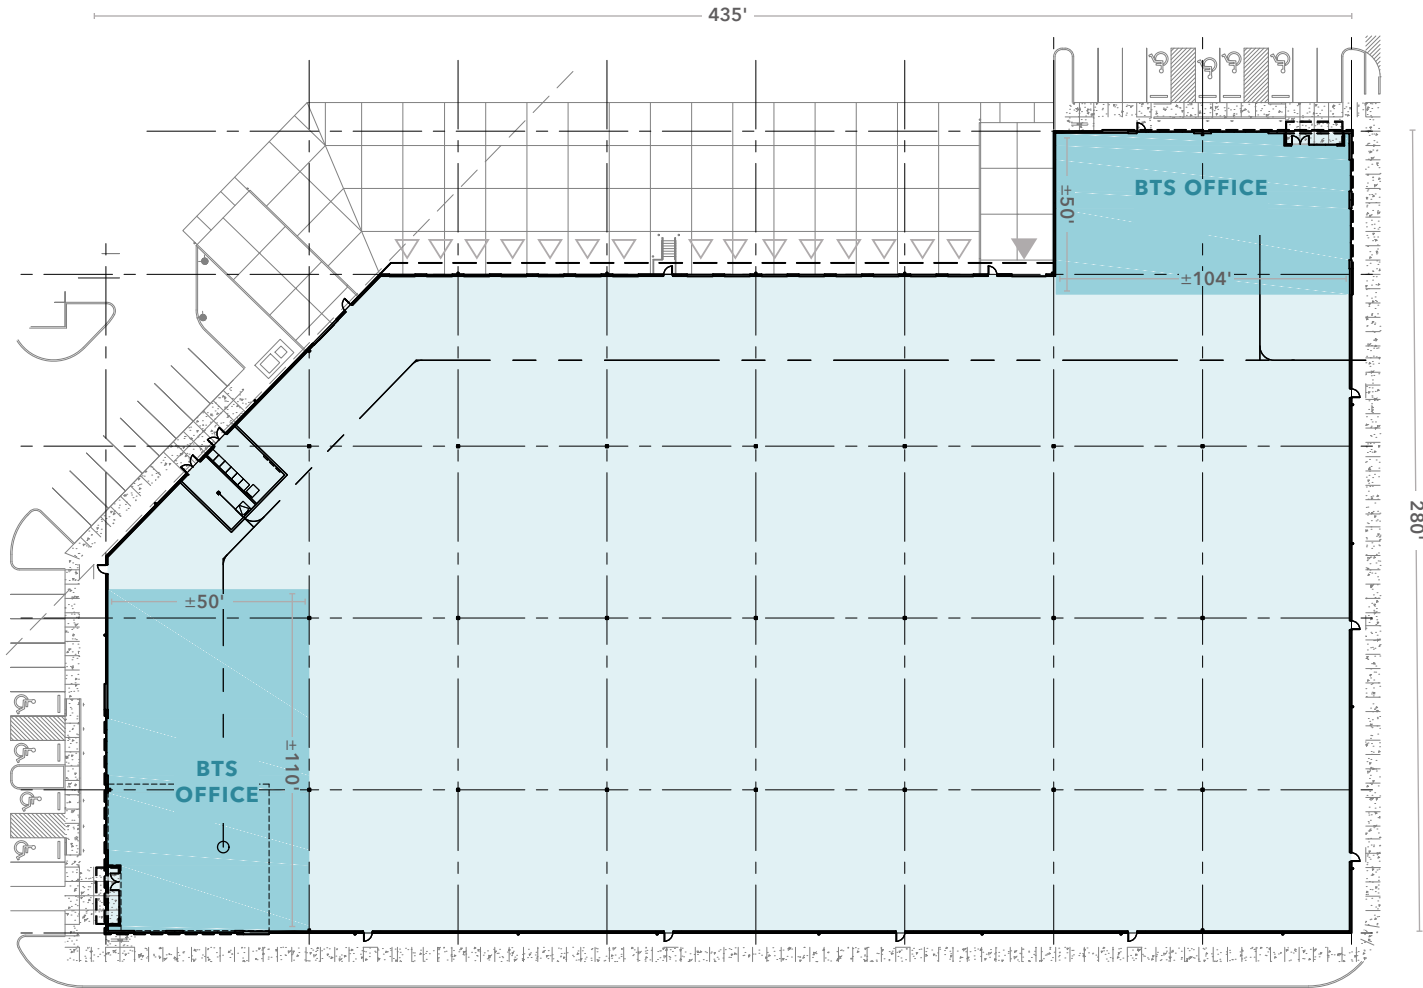 435'
BTS OFFICE
±50'
±104'
280'
±50'
±110'
BTS
OFFICE